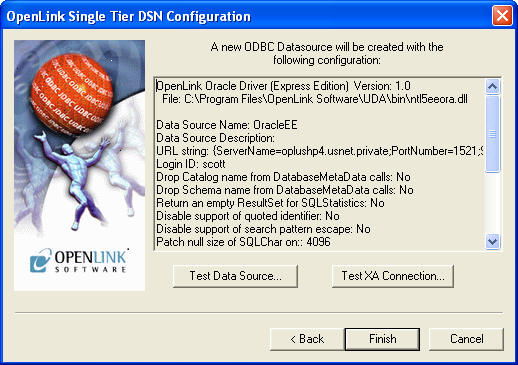 OpenLink Single Tier DSN Configuration
A new ODBC Datasource will be created with the
following configuration:
OpenLink Oracle Driver (Express Edition)  Version: 1.0
File: C:\Program Files\OpenLink Software\UDA\bin\ntl5eeora.dll
Data Source Name: OracleEE
Data Source Description:
URL string: {ServerName=oplushp4.usnet.private;PortNumber=1521;
Login ID: scott
Drop Catalog name from DatabaseMetaData calls: No
Drop Schema name from DatabaseMetaData calls: No
Return an empty ResultSet for SQLStatistics: No
Disable support of quoted identifier: No
Disable support of search pattern escape: No
Patch null size of SQLChar on:: 4096
OPENLINK
SOFTWARE
Test Data Source...
Test XA Connection...
< Back
Finish
Cancel